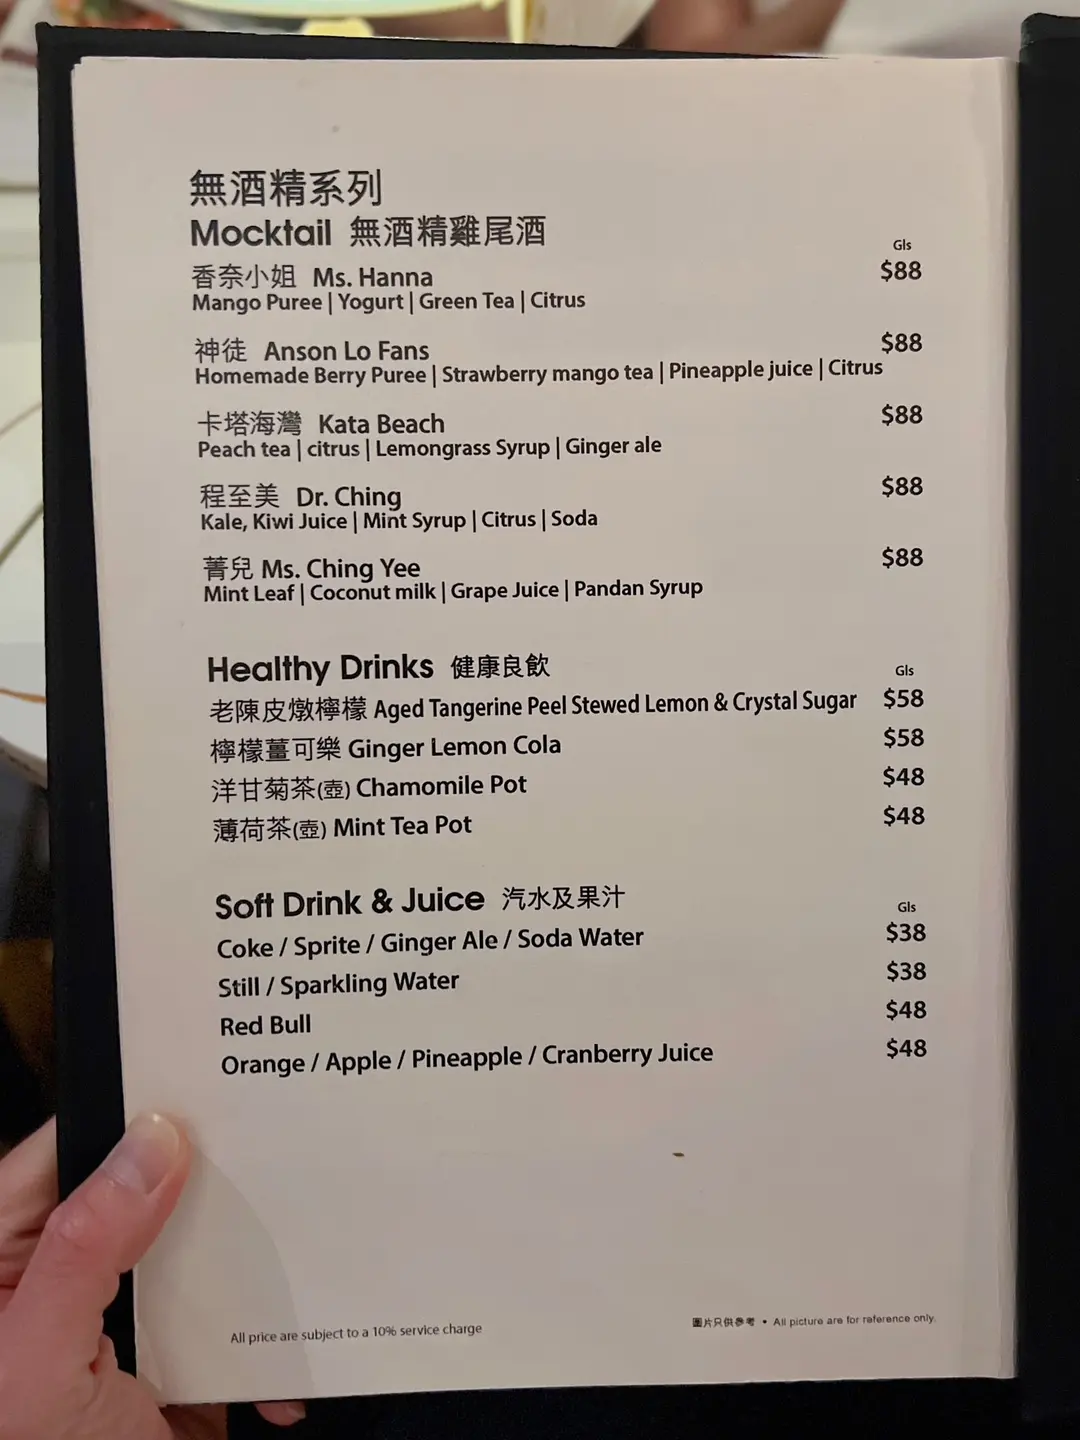 無酒精系列
Mocktail 無酒精雞尾酒
Gls
香奈小姐 Ms. Hanna $88
Mango Puree | Yogurt | Green Tea | Citrus
神徒 Anson Lo Fans $88
Homemade Berry Puree | Strawberry mango tea | Pineapple juice | Citrus
卡塔海灣 Kata Beach $88
Peach tea | citrus | Lemongrass Syrup | Ginger ale
程至美 Dr. Ching $88
Kale, Kiwi Juice | Mint Syrup | Citrus | Soda
菁兒 Ms. Ching Yee $88
Mint Leaf | Coconut milk | Grape Juice | Pandan Syrup
Healthy Drinks 健康良飲 Gls
老陳皮燉檸檬 Aged Tangerine Peel Stewed Lemon & Crystal Sugar $58
檸檬薑可樂 Ginger Lemon Cola $58
洋甘菊茶(壺) Chamomile Pot $48
薄荷茶(壺) Mint Tea Pot $48
Soft Drink & Juice 汽水及果汁 Gls
Coke / Sprite / Ginger Ale / Soda Water $38
Still / Sparkling Water $38
Red Bull $48
Orange / Apple / Pineapple / Cranberry Juice $48
All price are subject to a 10% service charge
圖片只供參考 • All picture are for reference only.